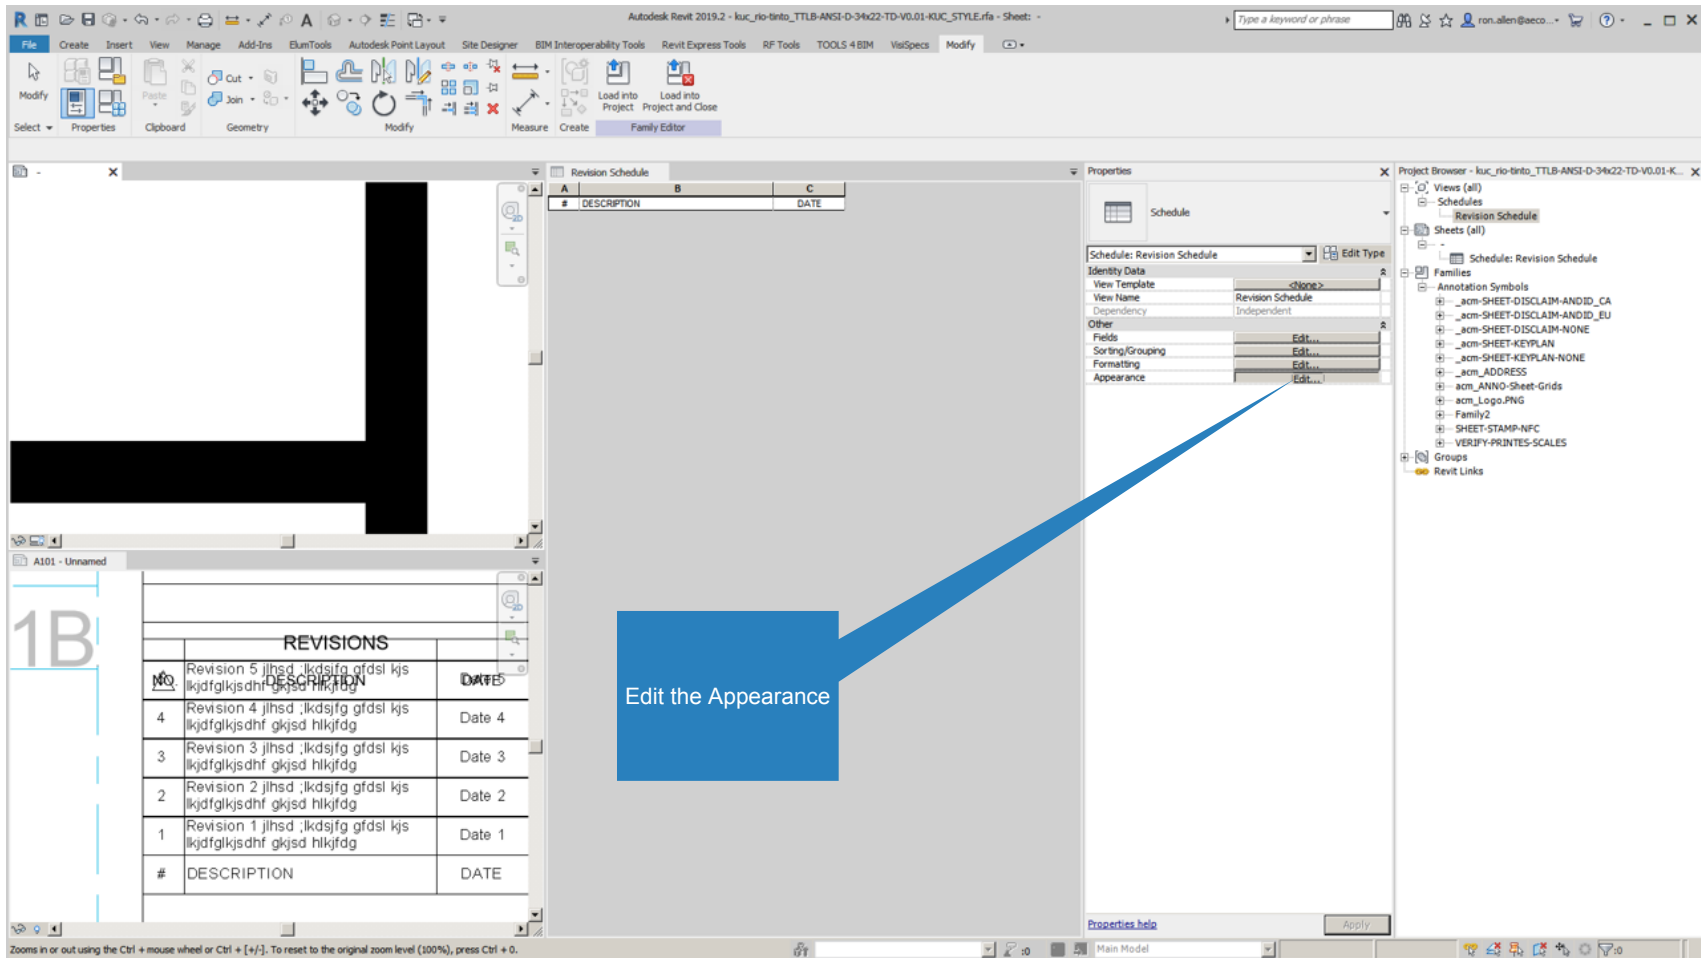 Autodesk Revit 2019.2 - kuc_rio-tinto_TTLB-ANSI-D-34x22-TD-V0.01-KUC_STYLE.rfa - Sheet: -
Type a keyword or phrase
ron.allen@aeco...
File Create Insert View Manage Add-Ins ElumTools Autodesk Point Layout Site Designer BIM Interoperability Tools Revit Express Tools RF Tools TOOLS 4 BIM VisiSpecs Modify
Modify
Paste
Cut
Join
Load into Project
Load into Project and Close
Select Properties Clipboard Geometry Modify Measure Create Family Editor
-
Revision Schedule
A B C
# DESCRIPTION DATE
Properties
Schedule
Schedule: Revision Schedule
Edit Type
Identity Data
View Template <None>
View Name Revision Schedule
Dependency Independent
Other
Fields Edit...
Sorting/Grouping Edit...
Formatting Edit...
Appearance Edit...
Properties help
Apply
Project Browser - kuc_rio-tinto_TTLB-ANSI-D-34x22-TD-V0.01-K...
Views (all)
Schedules
Revision Schedule
Sheets (all)
-
Schedule: Revision Schedule
Families
Annotation Symbols
_acm-SHEET-DISCLAIM-ANDID_CA
_acm-SHEET-DISCLAIM-ANDID_EU
_acm-SHEET-DISCLAIM-NONE
_acm-SHEET-KEYPLAN
_acm-SHEET-KEYPLAN-NONE
_acm_ADDRESS
acm_ANNO-Sheet-Grids
acm_Logo.PNG
Family2
SHEET-STAMP-NFC
VERIFY-PRINTES-SCALES
Groups
Revit Links
A101 - Unnamed
1B
REVISIONS
NO. DESCRIPTION DATE
Revision 5 jlhsd ;lkdsjfg gfdsl kjs
lkjdfglkjsdhf gkjsd hlkjfdg
Date 5
4 Revision 4 jlhsd ;lkdsjfg gfdsl kjs
lkjdfglkjsdhf gkjsd hlkjfdg
Date 4
3 Revision 3 jlhsd ;lkdsjfg gfdsl kjs
lkjdfglkjsdhf gkjsd hlkjfdg
Date 3
2 Revision 2 jlhsd ;lkdsjfg gfdsl kjs
lkjdfglkjsdhf gkjsd hlkjfdg
Date 2
1 Revision 1 jlhsd ;lkdsjfg gfdsl kjs
lkjdfglkjsdhf gkjsd hlkjfdg
Date 1
# DESCRIPTION DATE
Edit the Appearance
Zooms in or out using the Ctrl + mouse wheel or Ctrl + [+/-]. To reset to the original zoom level (100%), press Ctrl + 0.
:0
Main Model
:0